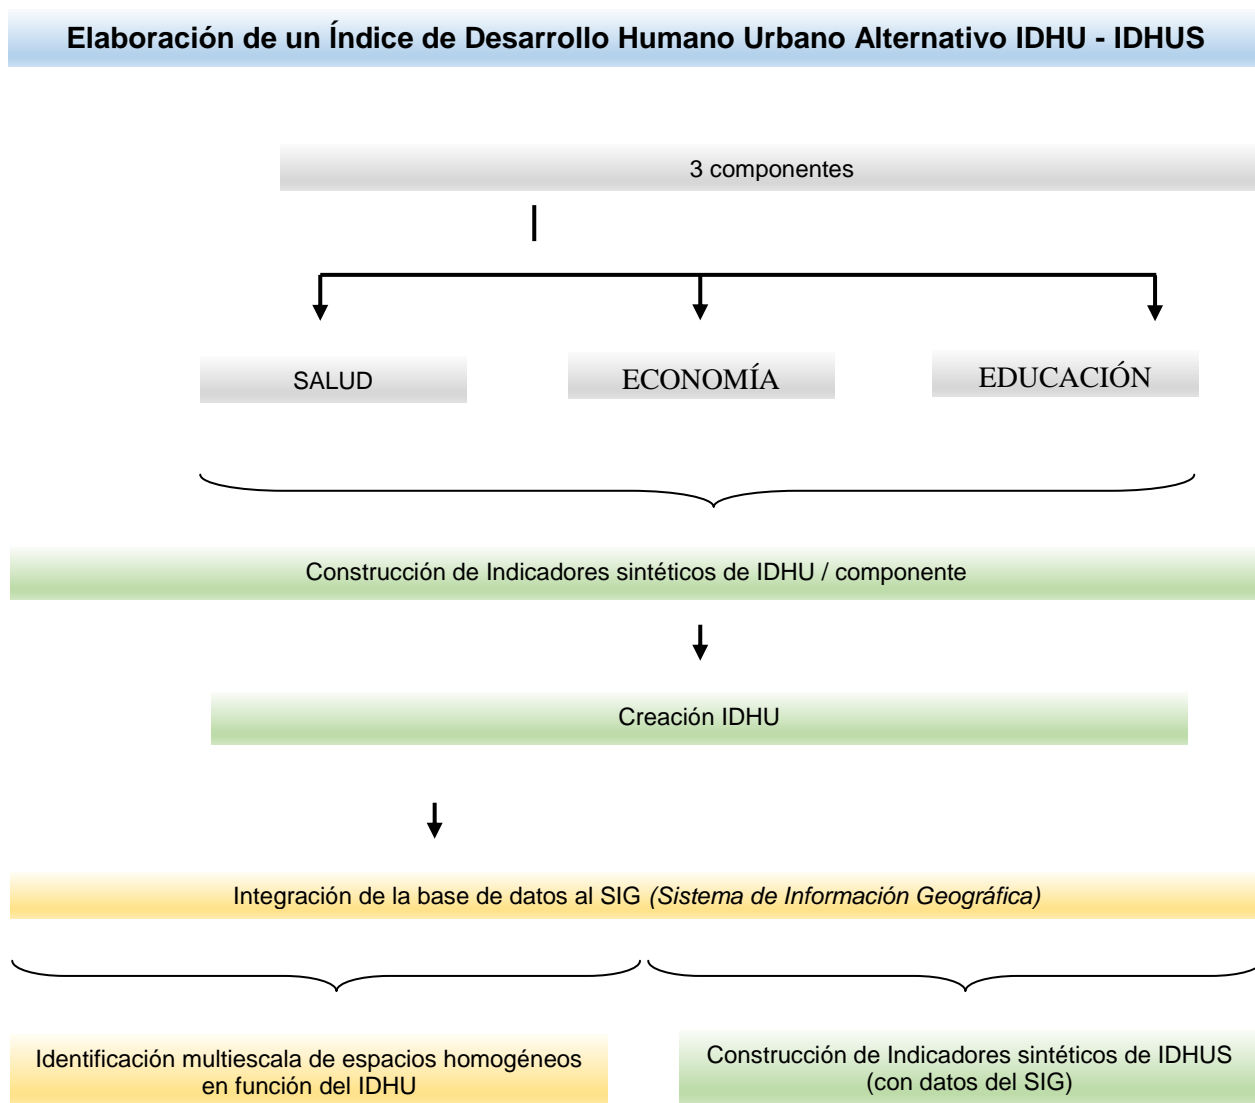 Elaboración de un Índice de Desarrollo Humano Urbano Alternativo IDHU - IDHUS
3 componentes
SALUD
ECONOMÍA
EDUCACIÓN
Construcción de Indicadores sintéticos de IDHU / componente
Creación IDHU
Integración de la base de datos al SIG (Sistema de Información Geográfica)
Identificación multiescala de espacios homogéneos
en función del IDHU
Construcción de Indicadores sintéticos de IDHUS
(con datos del SIG)